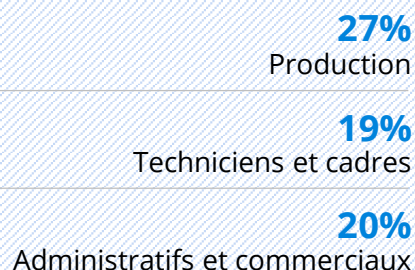 27%
Production
19%
Techniciens et cadres
20%
Administratifs et commerciaux